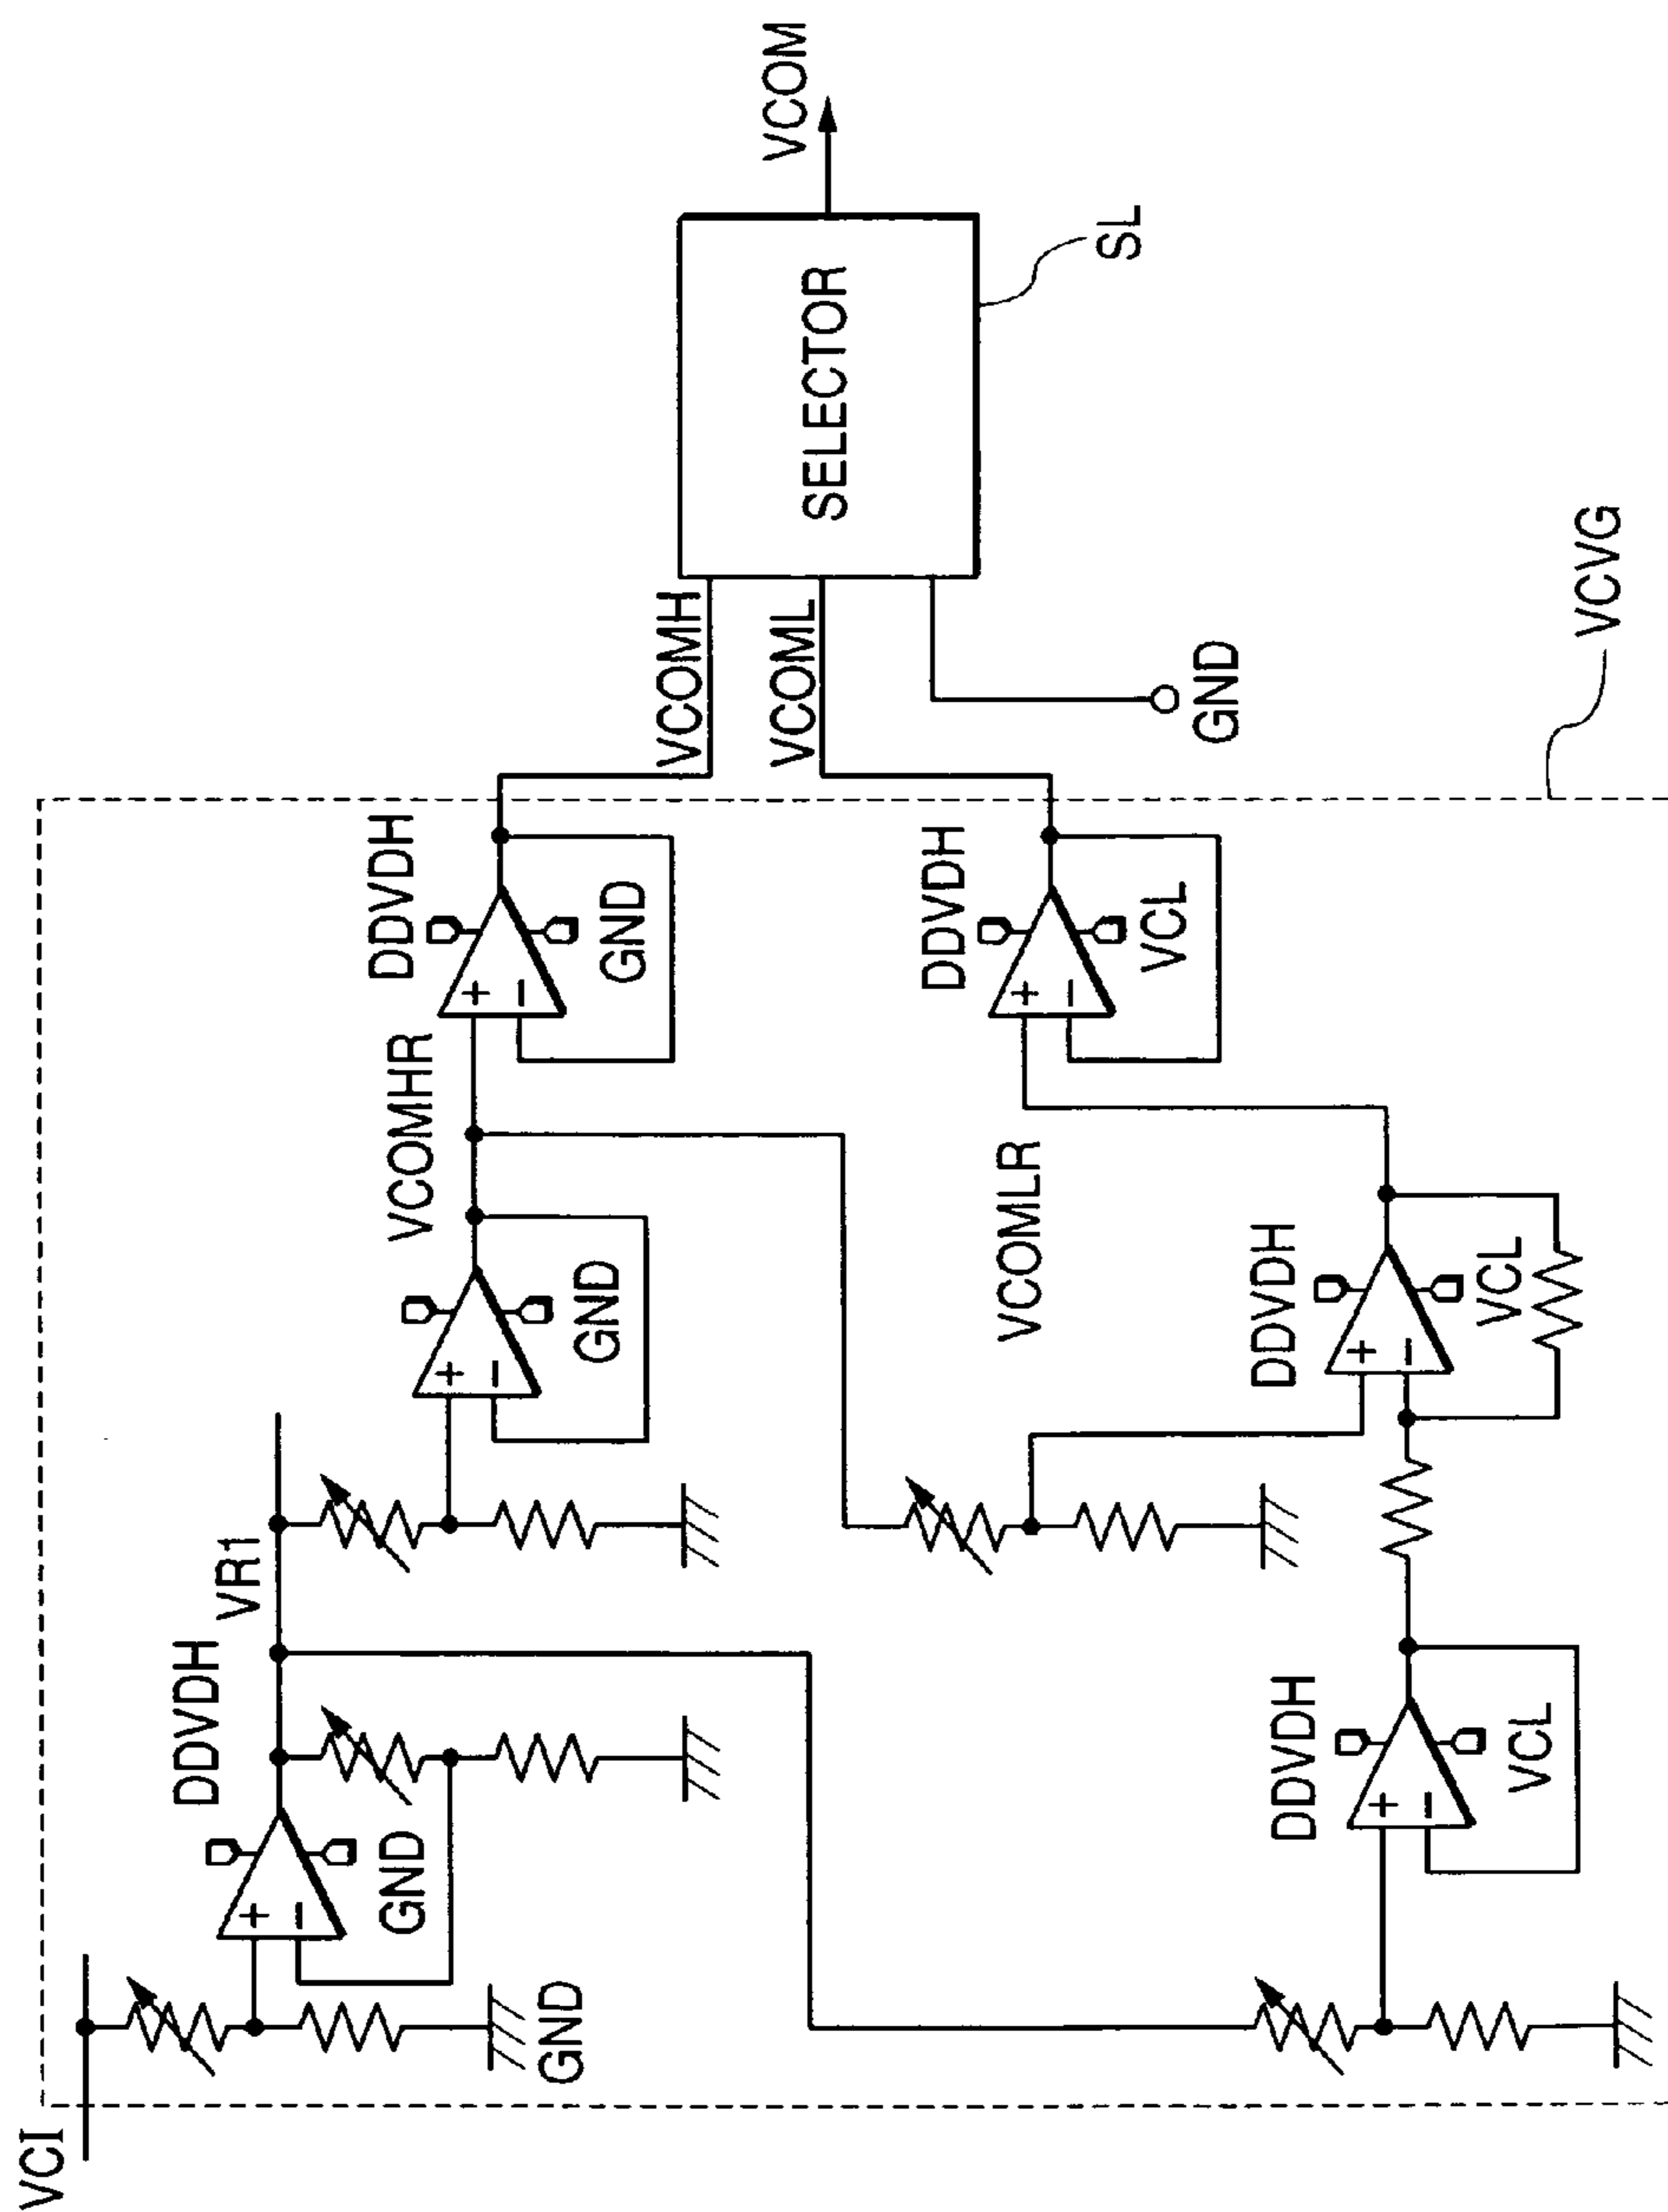 VCI
GND
DDVDH
GND
VR1
GND
VCOMHR
DDVDH
GND
VCOMH
DDVDH
VCL
DDVDH
VCL
VCOMLR
DDVDH
VCL
VCOML
GND
SELECTOR
SL
VCOM
VCVG
+
−
+
−
+
−
+
−
+
−
+
−